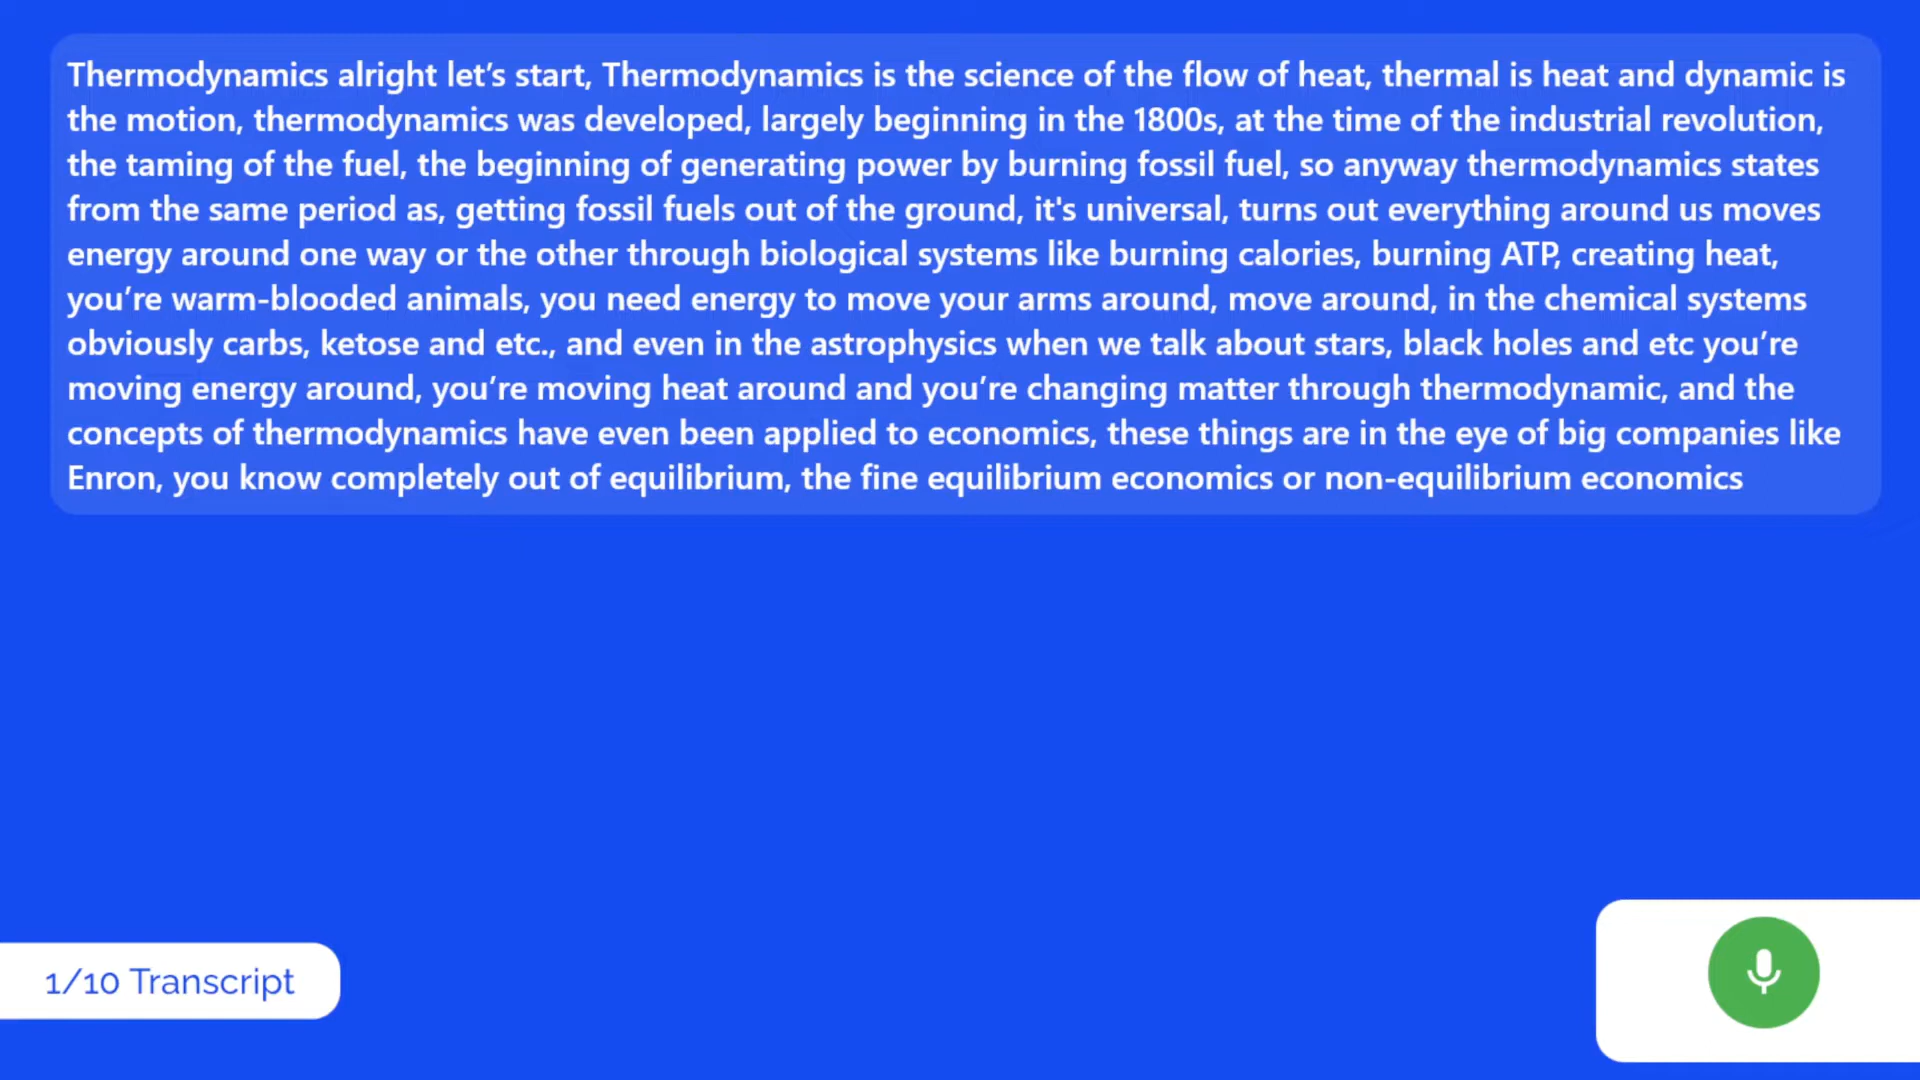 Thermodynamics alright let’s start, Thermodynamics is the science of the flow of heat, thermal is heat and dynamic is
the motion, thermodynamics was developed, largely beginning in the 1800s, at the time of the industrial revolution,
the taming of the fuel, the beginning of generating power by burning fossil fuel, so anyway thermodynamics states
from the same period as, getting fossil fuels out of the ground, it's universal, turns out everything around us moves
energy around one way or the other through biological systems like burning calories, burning ATP, creating heat,
you’re warm-blooded animals, you need energy to move your arms around, move around, in the chemical systems
obviously carbs, ketose and etc., and even in the astrophysics when we talk about stars, black holes and etc you’re
moving energy around, you’re moving heat around and you’re changing matter through thermodynamic, and the
concepts of thermodynamics have even been applied to economics, these things are in the eye of big companies like
Enron, you know completely out of equilibrium, the fine equilibrium economics or non-equilibrium economics
1/10 Transcript